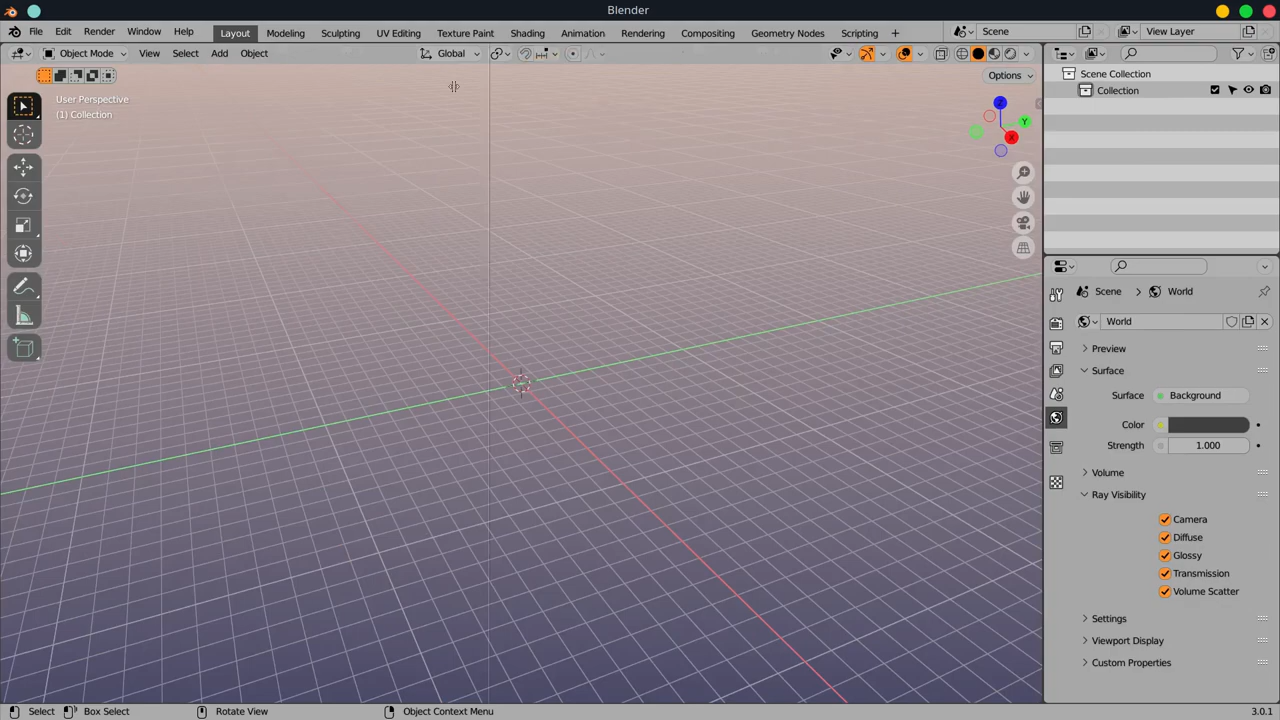 Blender
File Edit Render Window Help Layout Modeling Sculpting UV Editing Texture Paint Shading Animation Rendering Compositing Geometry Nodes Scripting + Scene View Layer
Object Mode View Select Add Object Global
Options
User Perspective
(1) Collection
Z
Y
X
Scene Collection
Collection
Scene > World
World
Preview
Surface
Surface Background
Color
Strength 1.000
Volume
Ray Visibility
Camera
Diffuse
Glossy
Transmission
Volume Scatter
Settings
Viewport Display
Custom Properties
Select Box Select Rotate View Object Context Menu 3.0.1